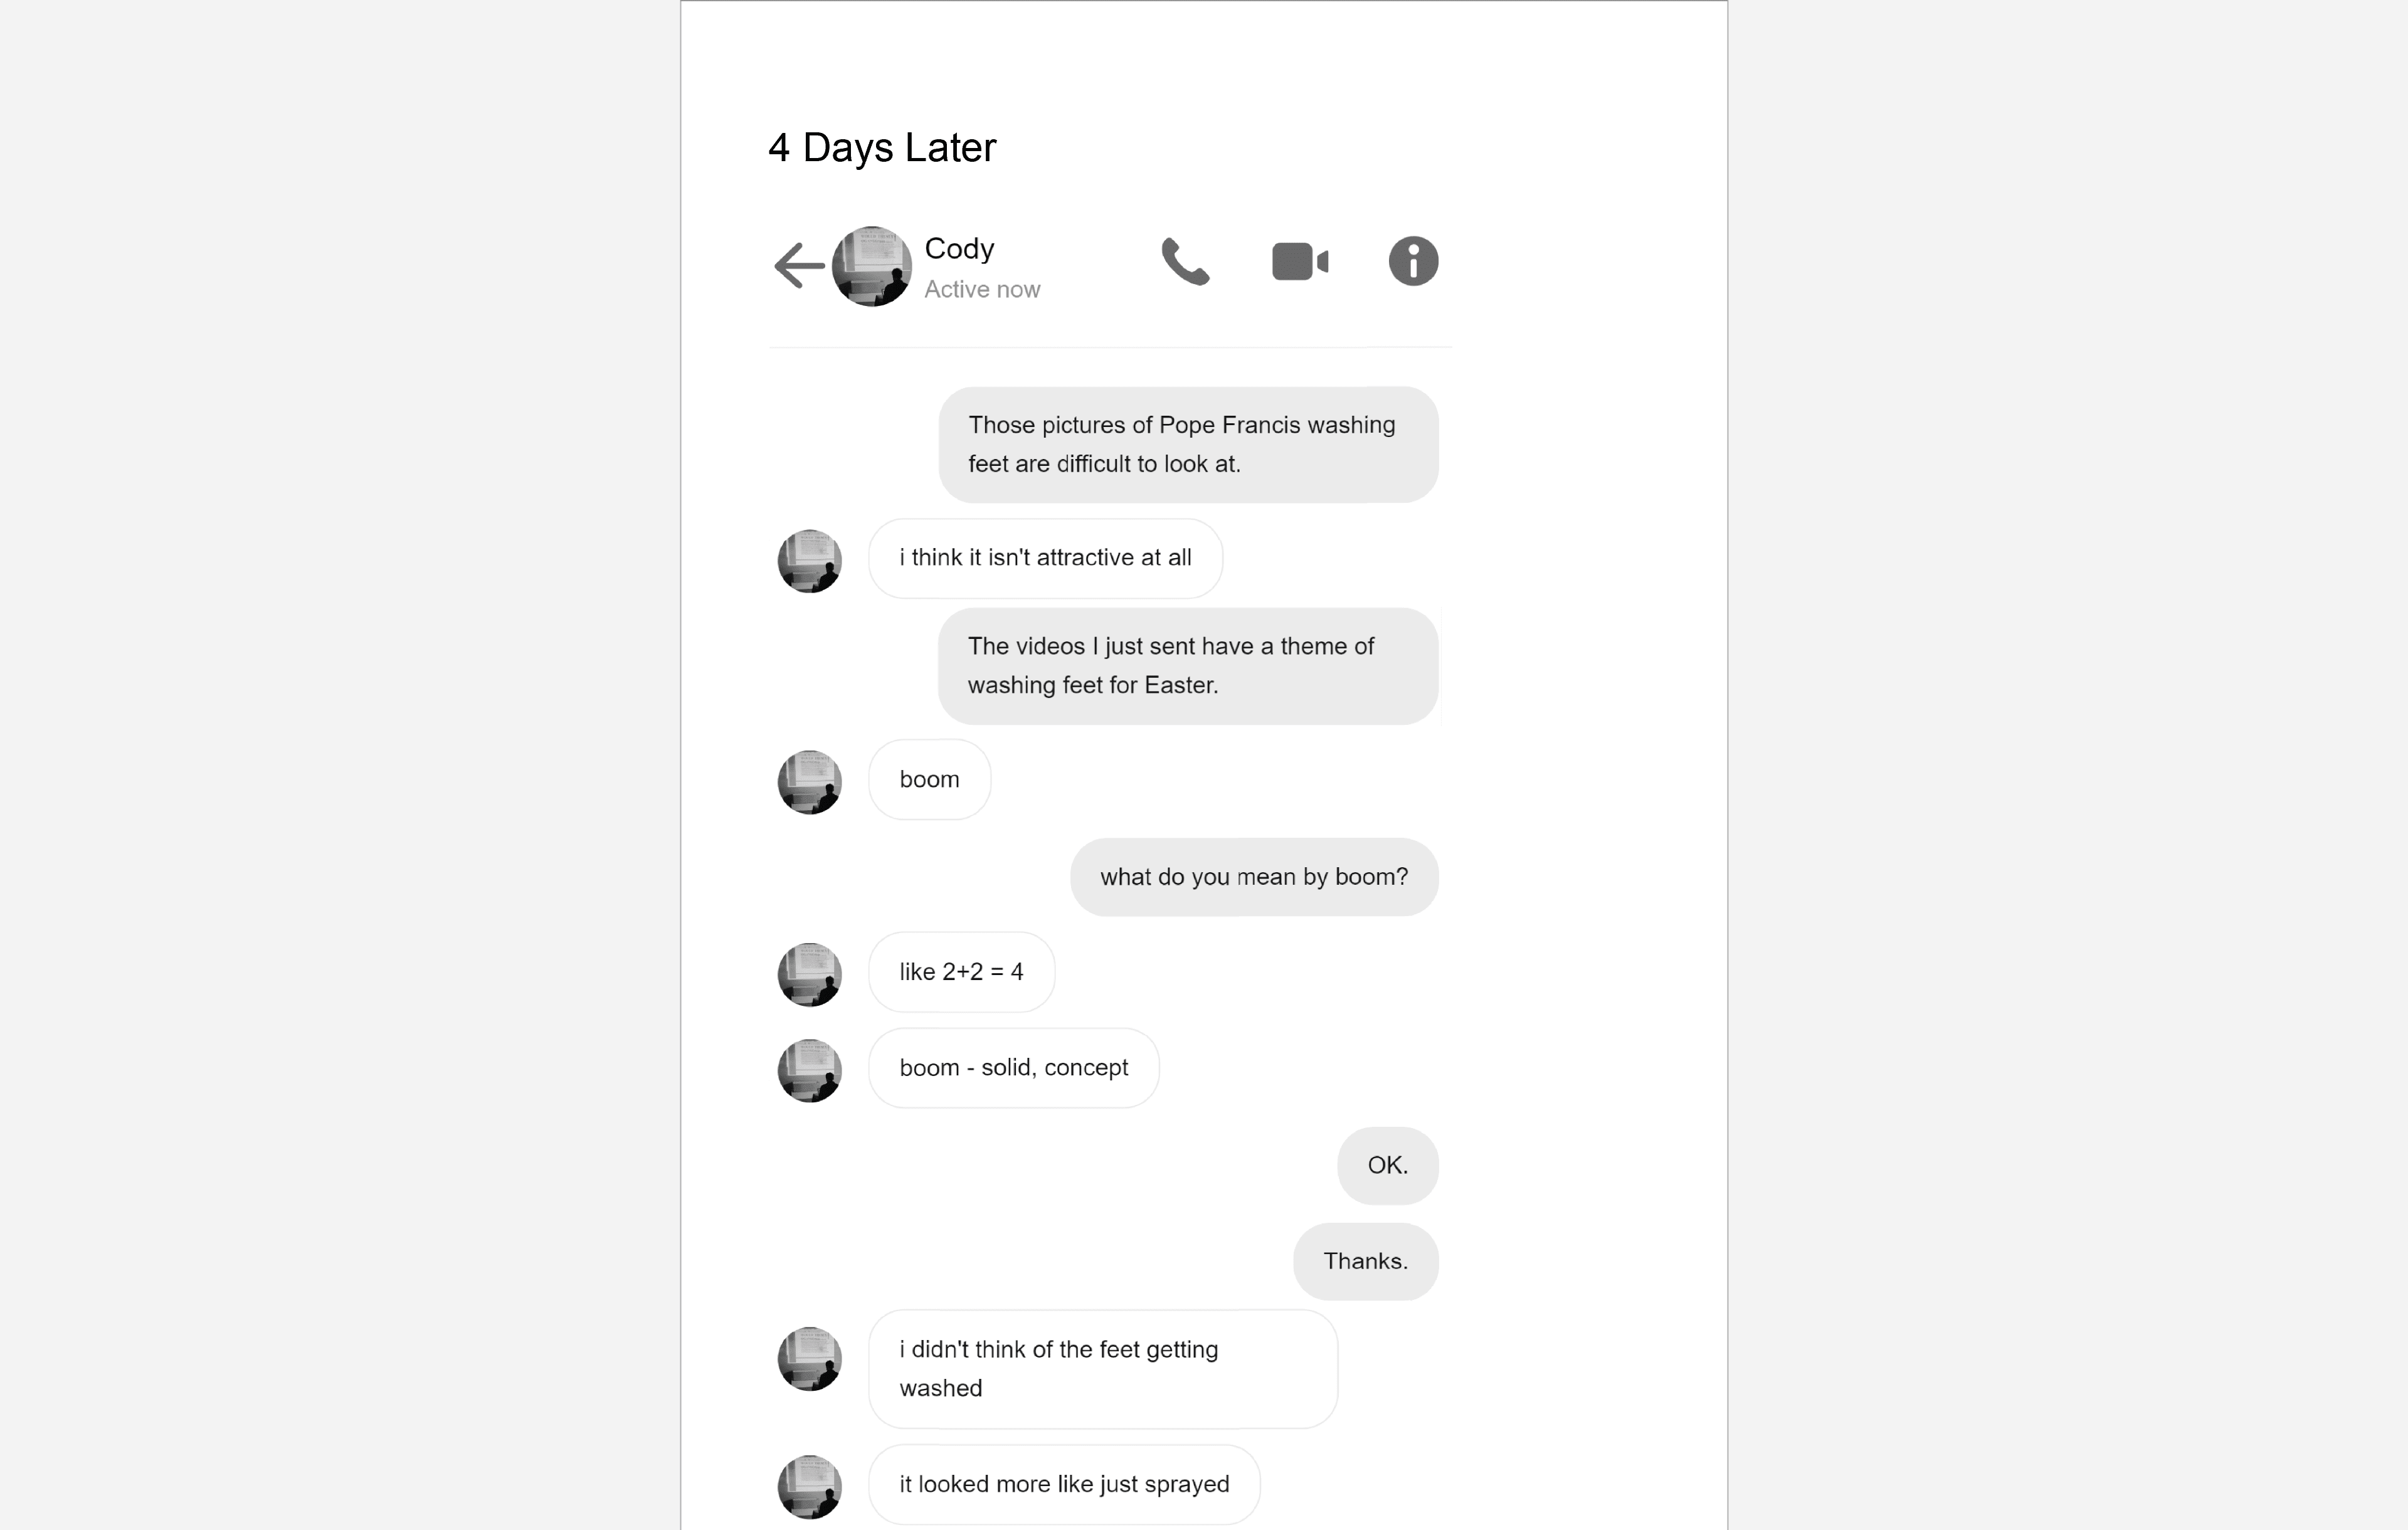 4 Days Later
Cody
Active now
Those pictures of Pope Francis washing
feet are difficult to look at.
i think it isn't attractive at all
The videos I just sent have a theme of
washing feet for Easter.
boom
what do you mean by boom?
like 2+2 = 4
boom - solid, concept
OK.
Thanks.
i didn't think of the feet getting
washed
it looked more like just sprayed